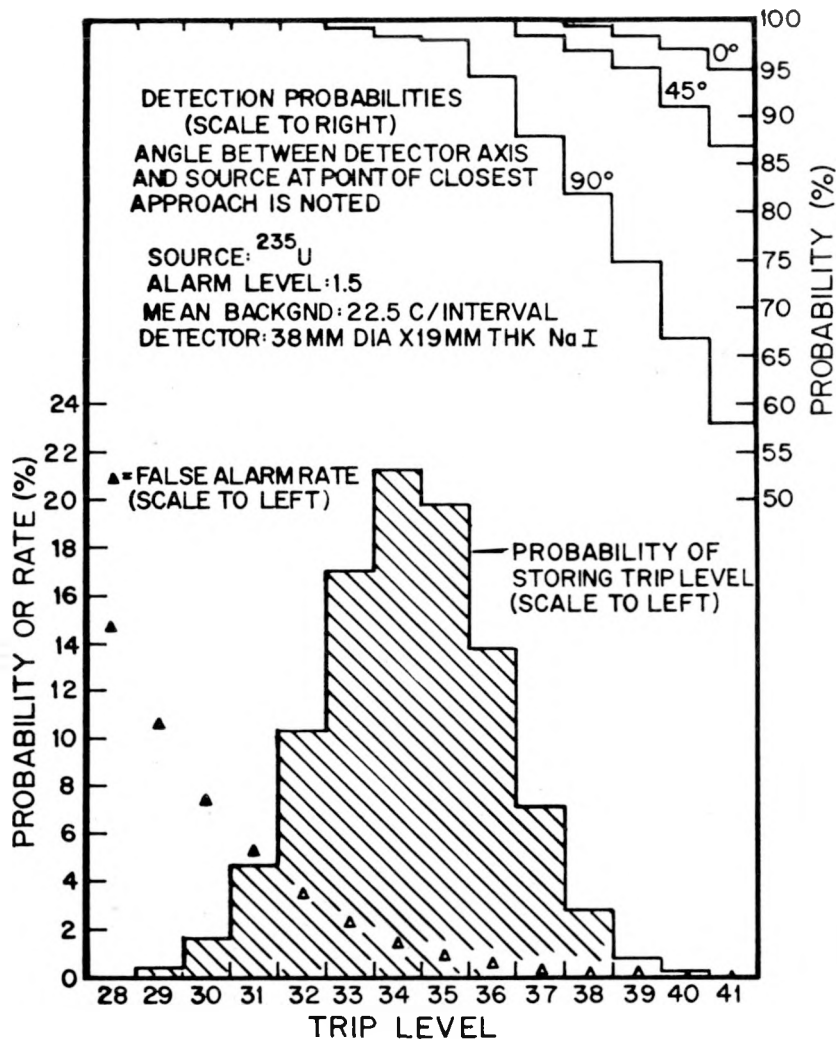 100
0°
95
45°
90
85
90°
80
75
70
65
60
55
50
PROBABILITY (%)
DETECTION PROBABILITIES
(SCALE TO RIGHT)
ANGLE BETWEEN DETECTOR AXIS
AND SOURCE AT POINT OF CLOSEST
APPROACH IS NOTED
SOURCE: ²³⁵U
ALARM LEVEL: 1.5
MEAN BACKGND: 22.5 C/INTERVAL
DETECTOR: 38 MM DIA X 19 MM THK NaI
▲ = FALSE ALARM RATE
(SCALE TO LEFT)
PROBABILITY OF
STORING TRIP LEVEL
(SCALE TO LEFT)
PROBABILITY OR RATE (%)
24
22
20
18
16
14
12
10
8
6
4
2
0
28 29 30 31 32 33 34 35 36 37 38 39 40 41
TRIP LEVEL